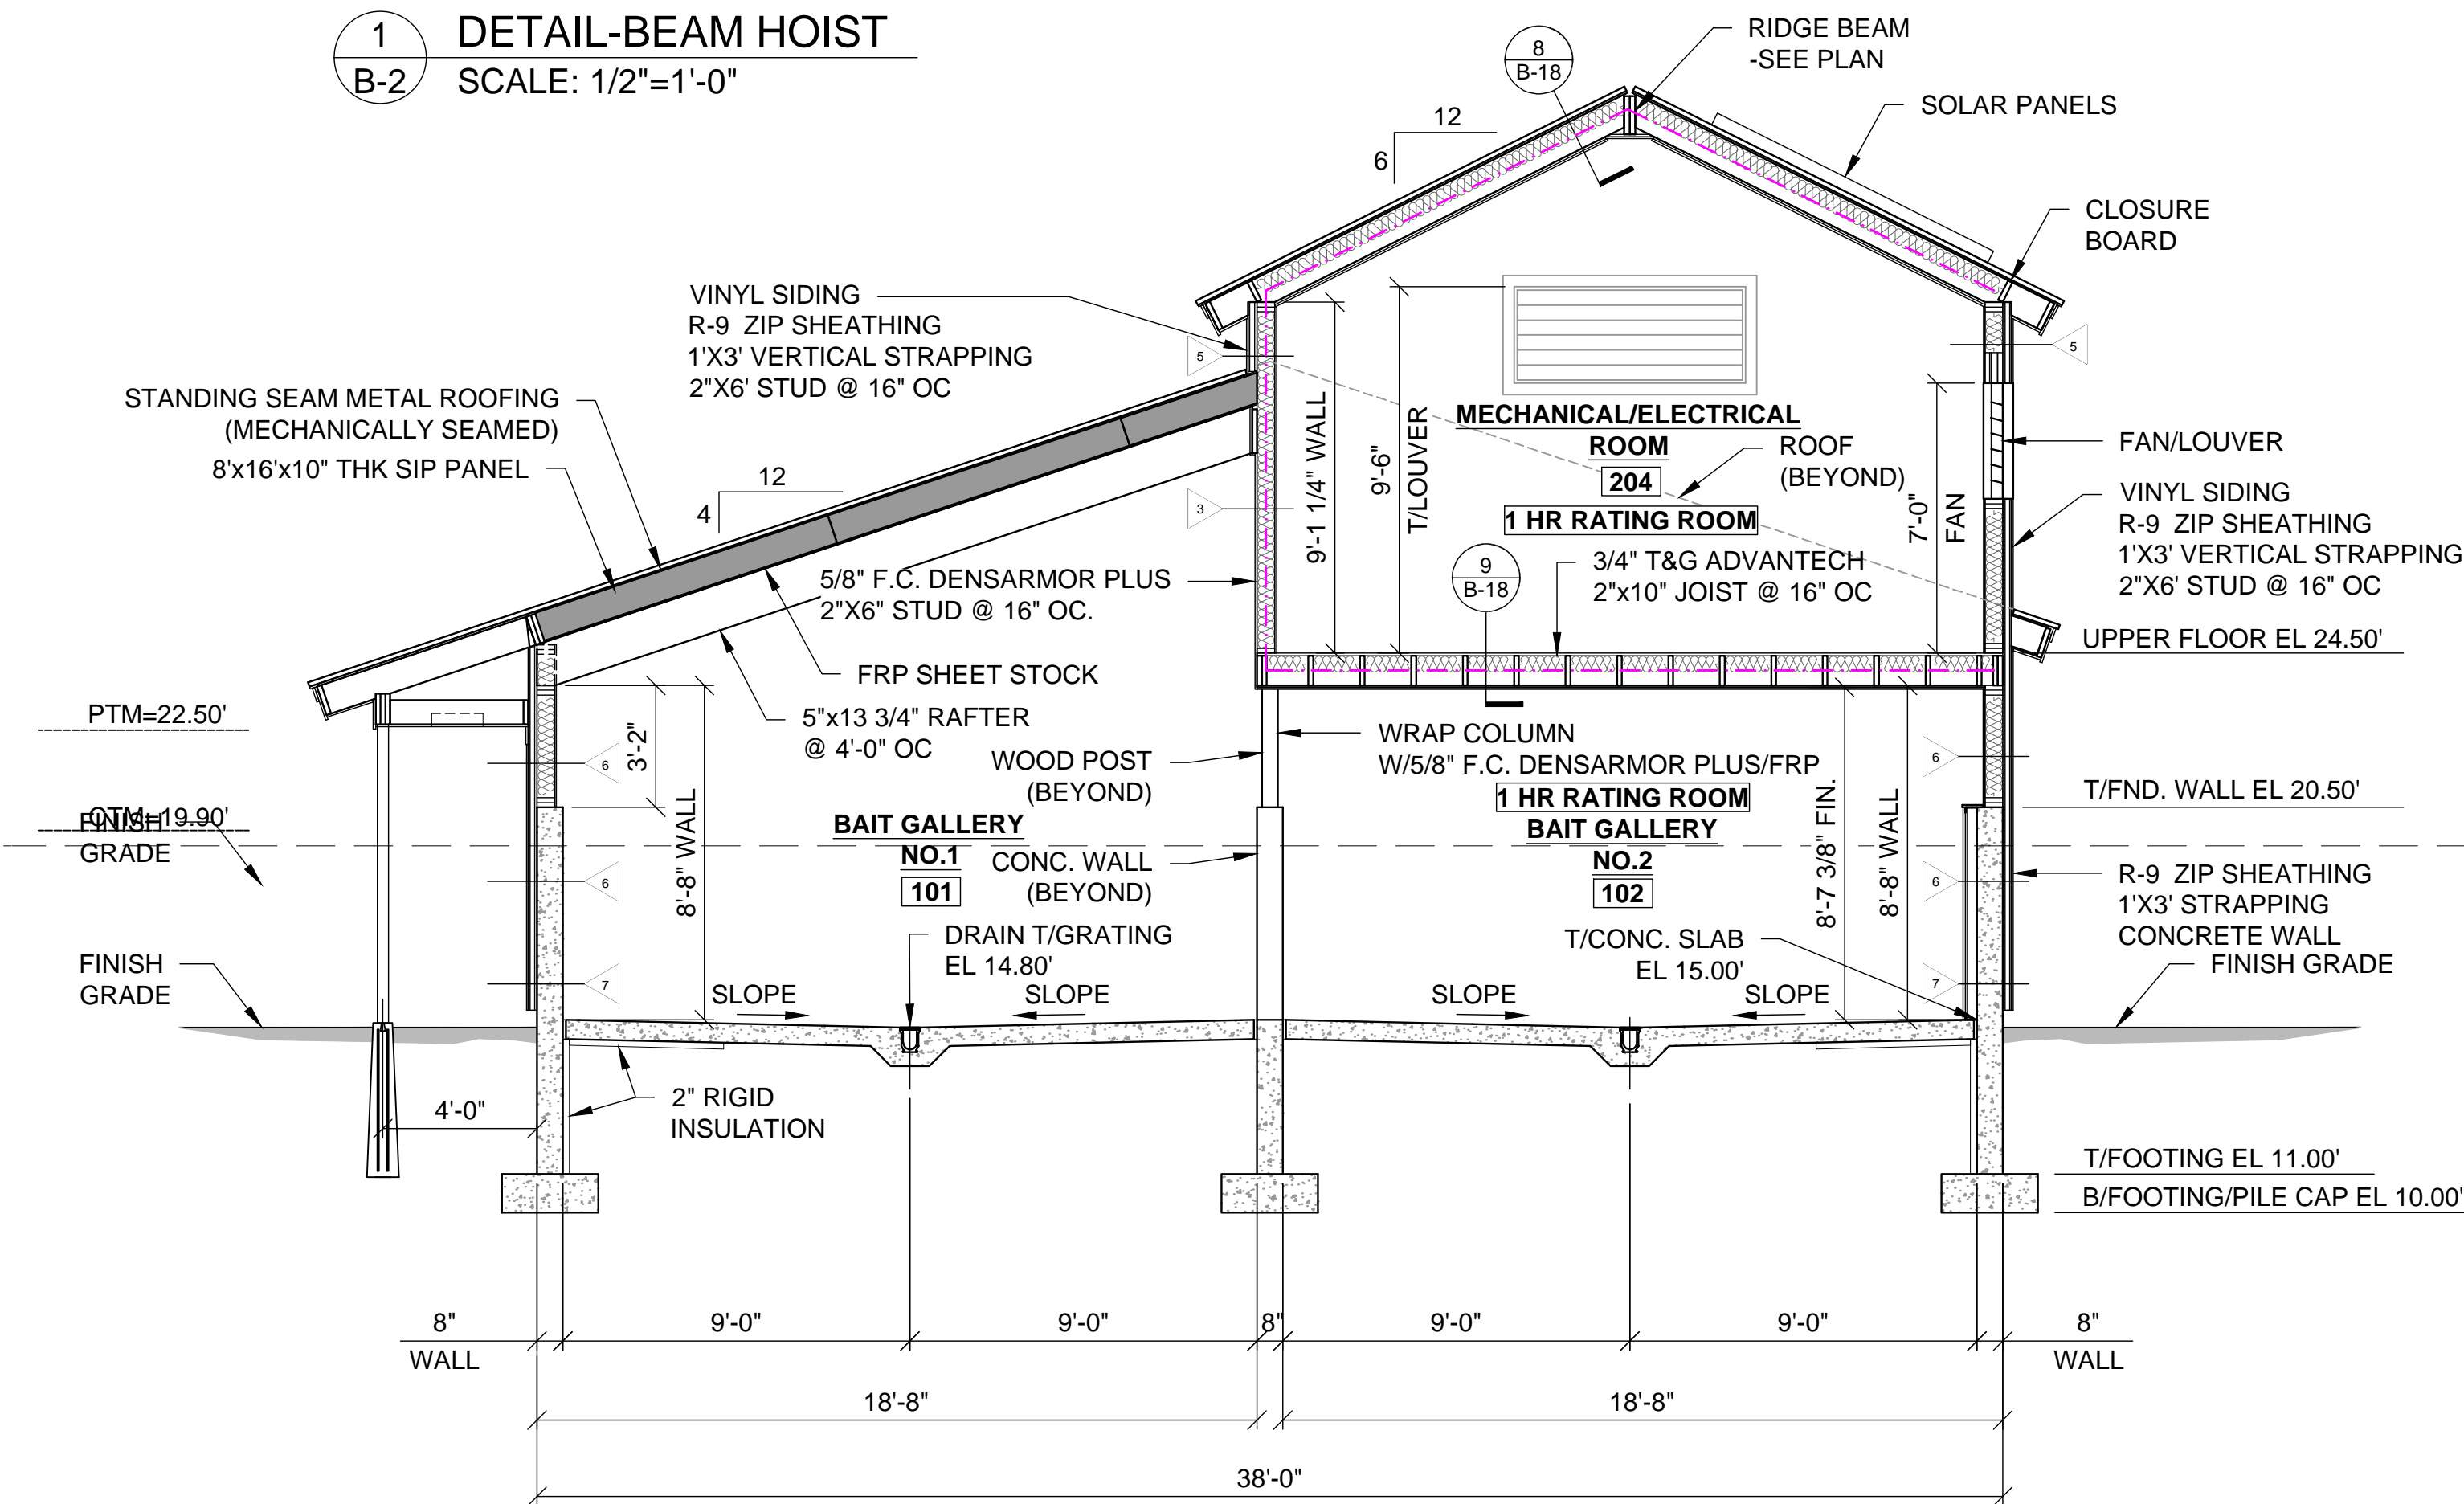 1
B-2
DETAIL-BEAM HOIST
SCALE: 1/2"=1'-0"
8
B-18
RIDGE BEAM
-SEE PLAN
SOLAR PANELS
12
6
CLOSURE
BOARD
VINYL SIDING
R-9 ZIP SHEATHING
1'X3' VERTICAL STRAPPING
2"X6' STUD @ 16" OC
5
5
STANDING SEAM METAL ROOFING
(MECHANICALLY SEAMED)
8'x16'x10" THK SIP PANEL
12
4
3
9'-1 1/4" WALL
9'-6"
T/LOUVER
MECHANICAL/ELECTRICAL
ROOM
204
1 HR RATING ROOM
ROOF
(BEYOND)
7'-0"
FAN
FAN/LOUVER
VINYL SIDING
R-9 ZIP SHEATHING
1'X3' VERTICAL STRAPPING
2"X6' STUD @ 16" OC
5/8" F.C. DENSARMOR PLUS
2"X6" STUD @ 16" OC.
9
B-18
3/4" T&G ADVANTECH
2"x10" JOIST @ 16" OC
UPPER FLOOR EL 24.50'
FRP SHEET STOCK
5"x13 3/4" RAFTER
@ 4'-0" OC
PTM=22.50'
3'-2"
6
WOOD POST
(BEYOND)
WRAP COLUMN
W/5/8" F.C. DENSARMOR PLUS/FRP
1 HR RATING ROOM
6
T/FND. WALL EL 20.50'
OTM=19.90'
FINISH
GRADE
8'-8" WALL
BAIT GALLERY
NO.1
101
CONC. WALL
(BEYOND)
BAIT GALLERY
NO.2
102
8'-7 3/8" FIN.
8'-8" WALL
6
6
R-9 ZIP SHEATHING
1'X3' STRAPPING
CONCRETE WALL
FINISH GRADE
DRAIN T/GRATING
EL 14.80'
T/CONC. SLAB
EL 15.00'
FINISH
GRADE
7
7
SLOPE
SLOPE
SLOPE
SLOPE
4'-0"
2" RIGID
INSULATION
T/FOOTING EL 11.00'
B/FOOTING/PILE CAP EL 10.00'
8"
WALL
9'-0"
9'-0"
8"
9'-0"
9'-0"
8"
WALL
18'-8"
18'-8"
38'-0"